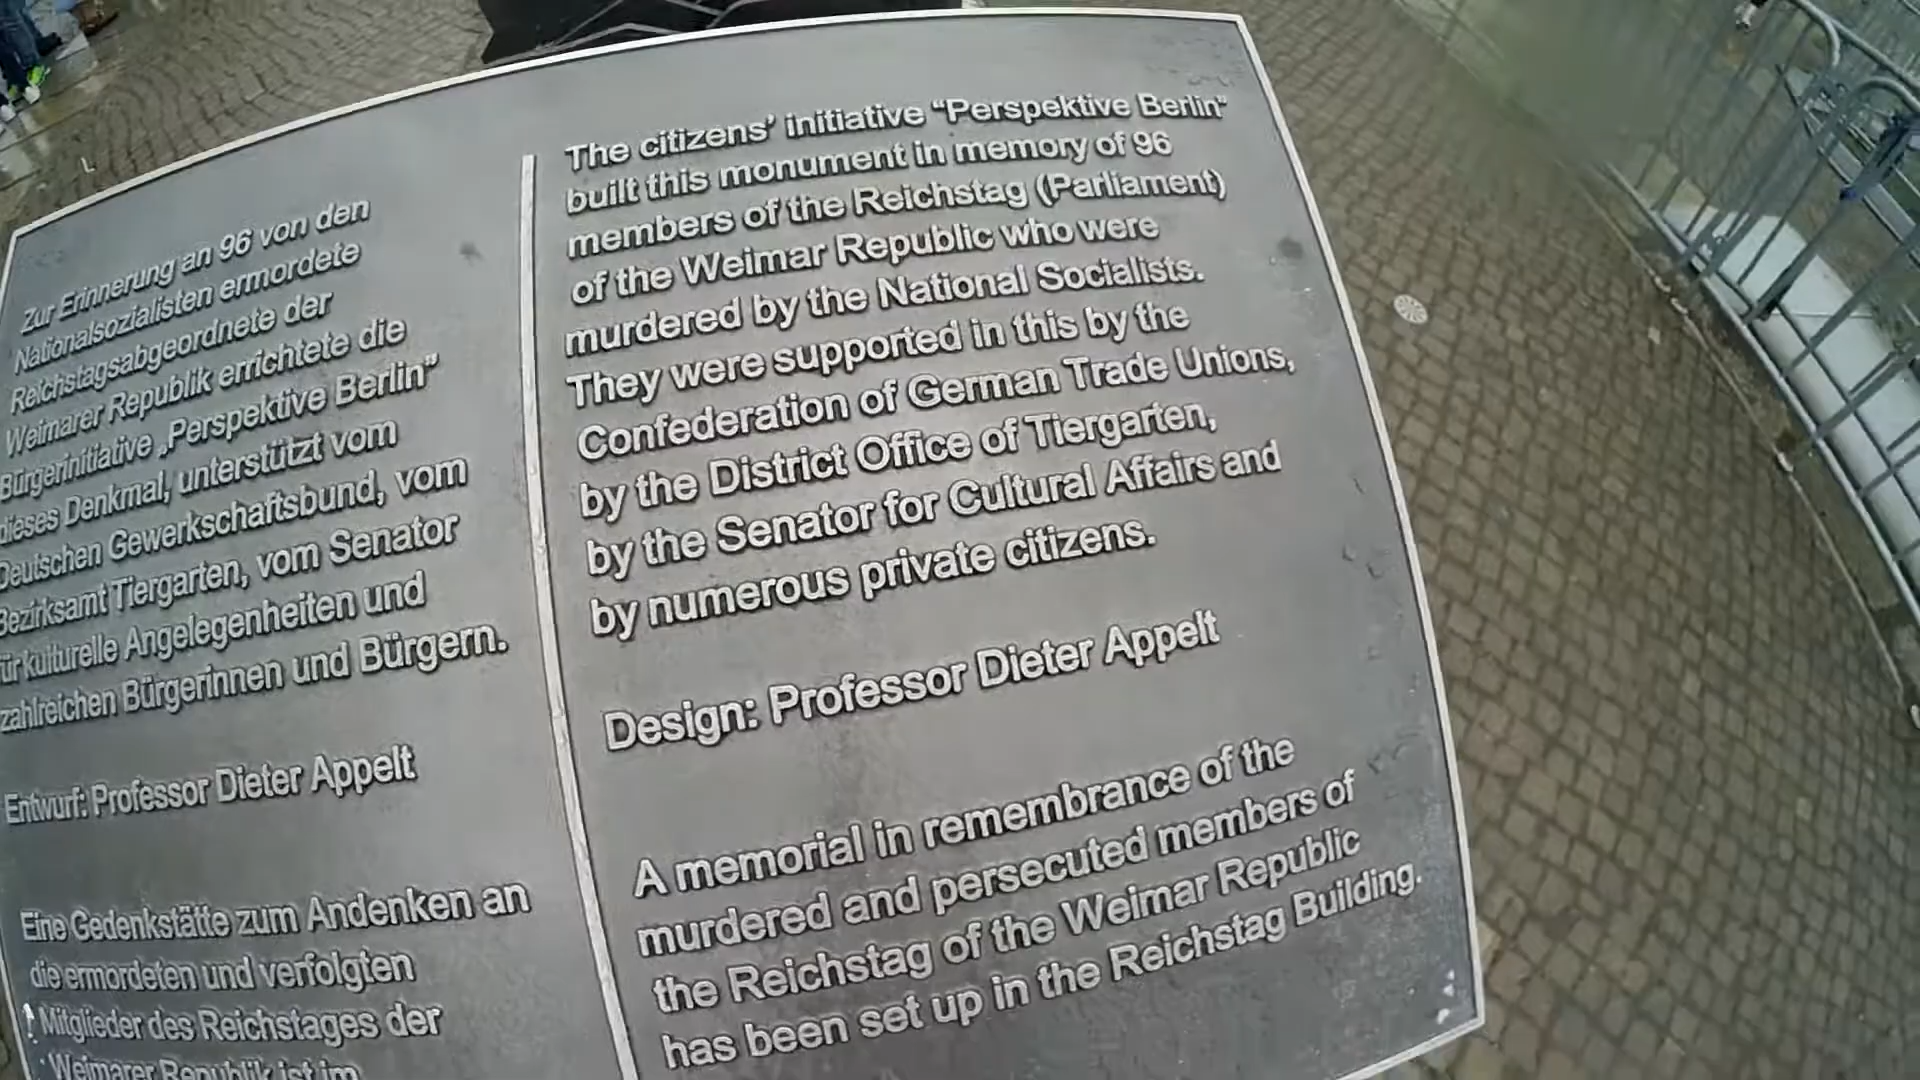 Zur Erinnerung an 96 von den
Nationalsozialisten ermordete
Reichstagsabgeordnete der
Weimarer Republik errichtete die
Bürgerinitiative „Perspektive Berlin”
dieses Denkmal, unterstützt vom
Deutschen Gewerkschaftsbund, vom
Bezirksamt Tiergarten, vom Senator
für kulturelle Angelegenheiten und
zahlreichen Bürgerinnen und Bürgern.
Entwurf: Professor Dieter Appelt
Eine Gedenkstätte zum Andenken an
die ermordeten und verfolgten
Mitglieder des Reichstages der
Weimarer Republik ist im
The citizens’ initiative “Perspektive Berlin”
built this monument in memory of 96
members of the Reichstag (Parliament)
of the Weimar Republic who were
murdered by the National Socialists.
They were supported in this by the
Confederation of German Trade Unions,
by the District Office of Tiergarten,
by the Senator for Cultural Affairs and
by numerous private citizens.
Design: Professor Dieter Appelt
A memorial in remembrance of the
murdered and persecuted members of
the Reichstag of the Weimar Republic
has been set up in the Reichstag Building.